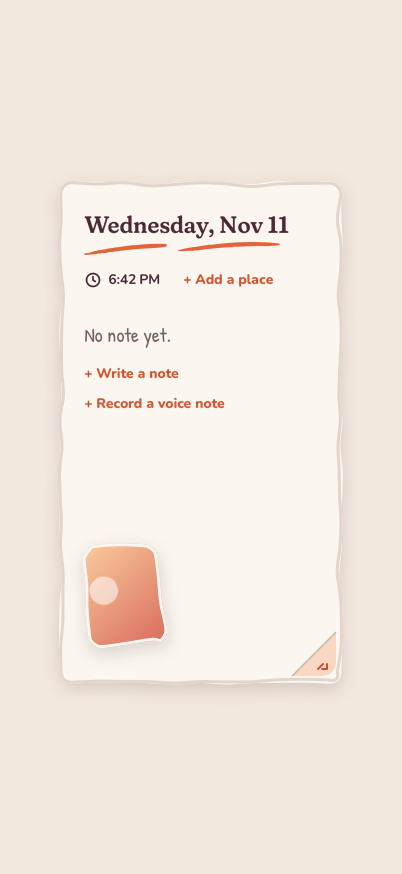 Wednesday, Nov 11
6:42 PM + Add a place
No note yet.
+ Write a note
+ Record a voice note